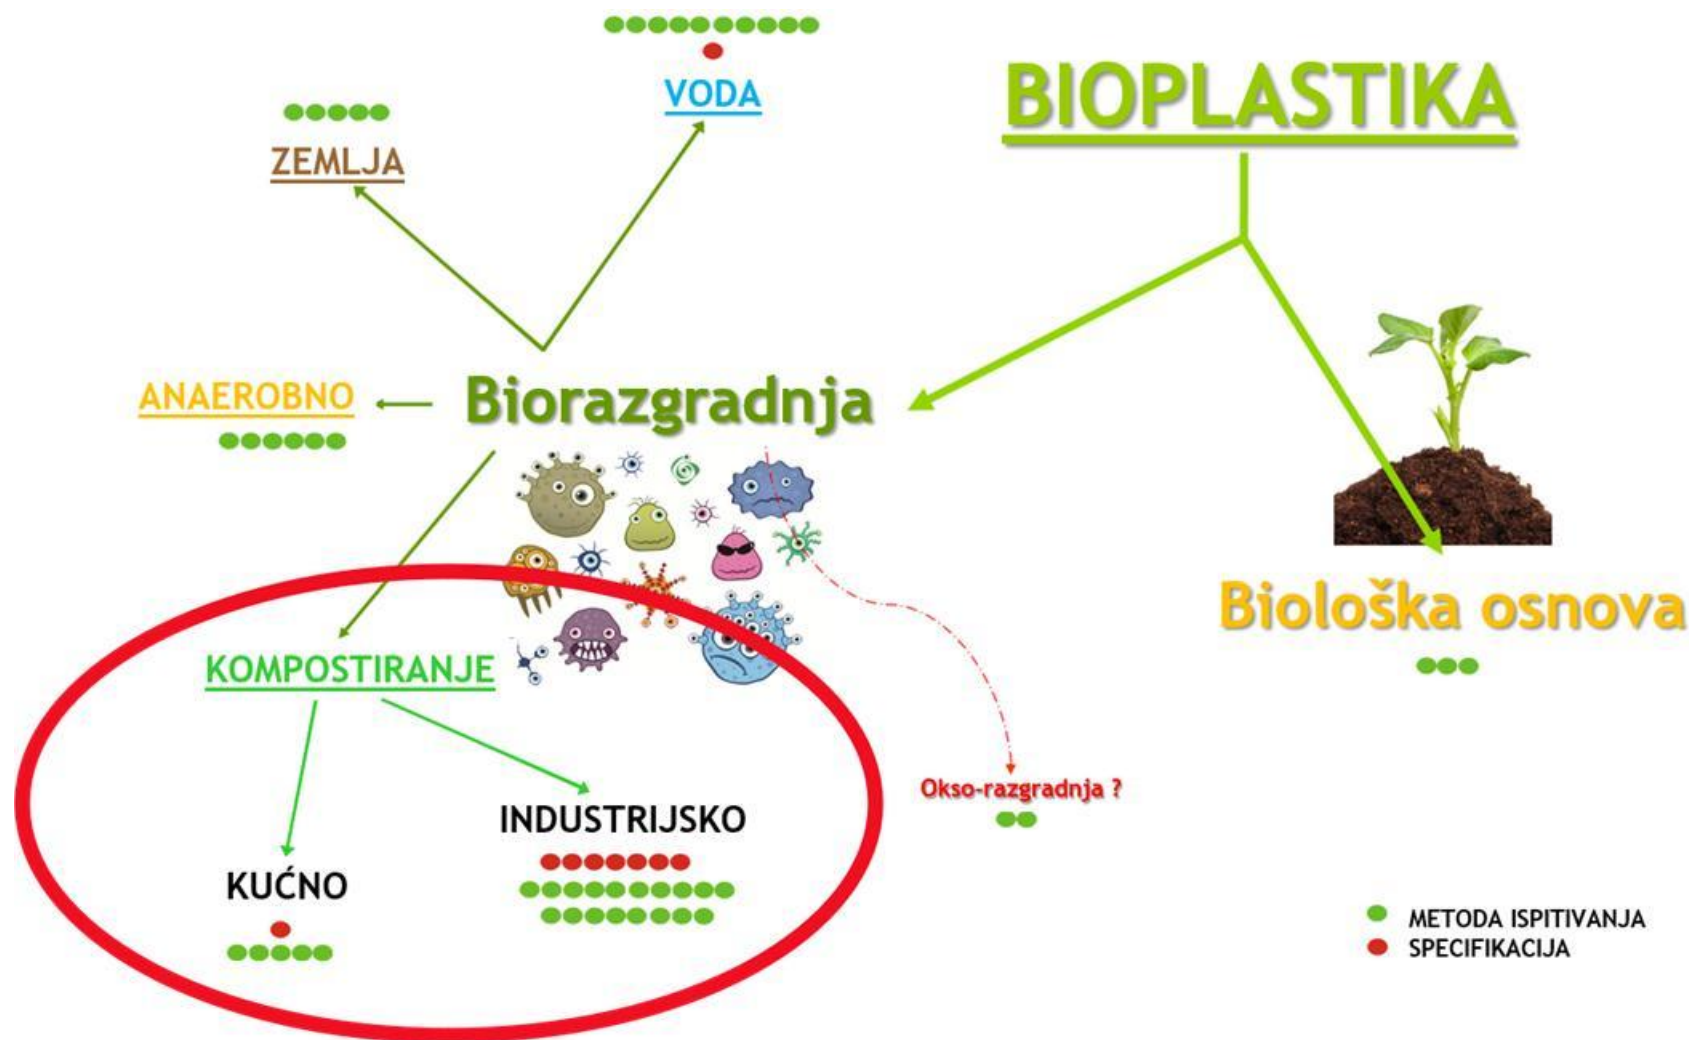 BIOPLASTIKA
VODA
ZEMLJA
ANAEROBNO
Biorazgradnja
Biološka osnova
KOMPOSTIRANJE
Okso-razgradnja ?
INDUSTRIJSKO
KUĆNO
METODA ISPITIVANJA
SPECIFIKACIJA